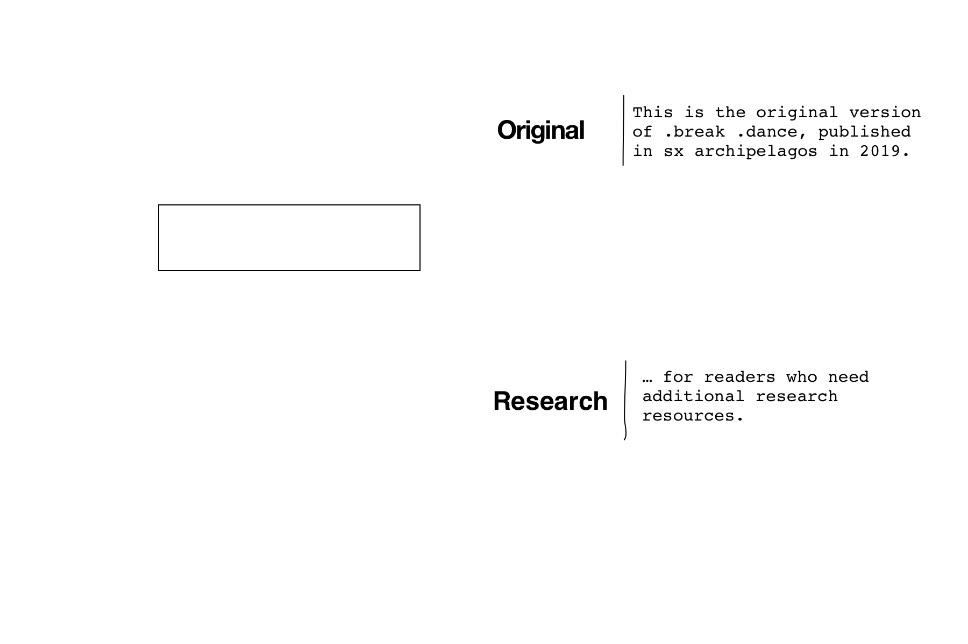 Original
This is the original version
of .break .dance, published
in sx archipelagos in 2019.
Research
… for readers who need
additional research
resources.